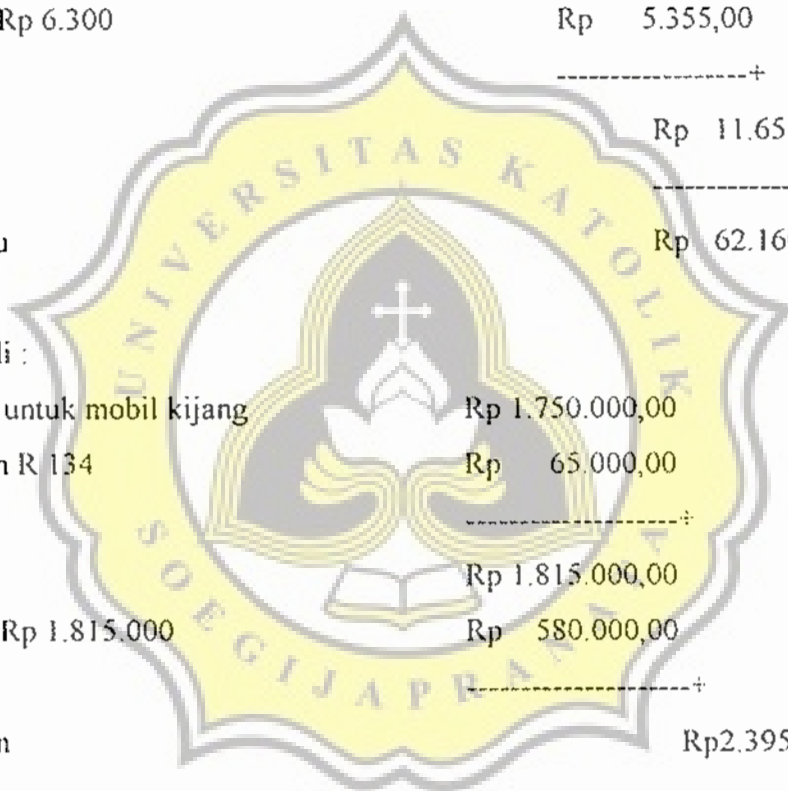 Rp 6.300 Rp 5.355,00
------------------+
Rp 11.65
---------------
u Rp 62.16
li :
untuk mobil kijang Rp 1.750.000,00
n R 134 Rp 65.000,00
--------------------+
Rp 1.815.000,00
Rp 1.815.000 Rp 580.000,00
---------------------+
n Rp2.395
UNIVERSITAS KATOLIK
SOEGIJAPRANATA